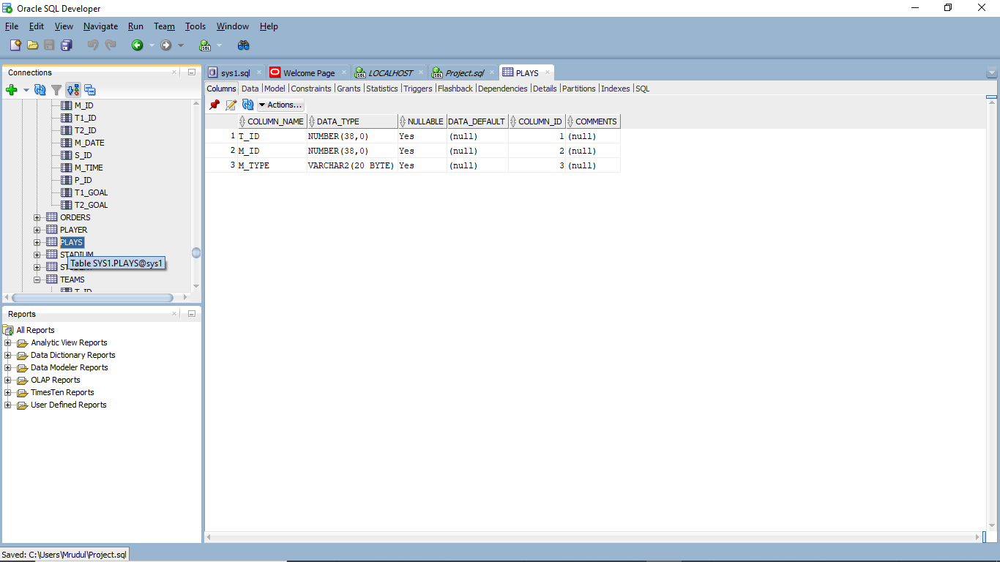 Oracle SQL Developer
File Edit View Navigate Run Team Tools Window Help
Connections
M_ID
T1_ID
T2_ID
M_DATE
S_ID
M_TIME
P_ID
T1_GOAL
T2_GOAL
ORDERS
PLAYER
PLAYS
STADIUM
Table SYS1.PLAYS@sys1
TEAMS
T_ID
Reports
All Reports
Analytic View Reports
Data Dictionary Reports
Data Modeler Reports
OLAP Reports
TimesTen Reports
User Defined Reports
sys1.sql Welcome Page LOCALHOST Project.sql PLAYS
Columns Data Model Constraints Grants Statistics Triggers Flashback Dependencies Details Partitions Indexes SQL
SQL Actions...
COLUMN_NAME DATA_TYPE NULLABLE DATA_DEFAULT COLUMN_ID COMMENTS
1 T_ID NUMBER(38,0) Yes (null) 1 (null)
2 M_ID NUMBER(38,0) Yes (null) 2 (null)
3 M_TYPE VARCHAR2(20 BYTE) Yes (null) 3 (null)
Saved: C:\Users\Mrudul\Project.sql